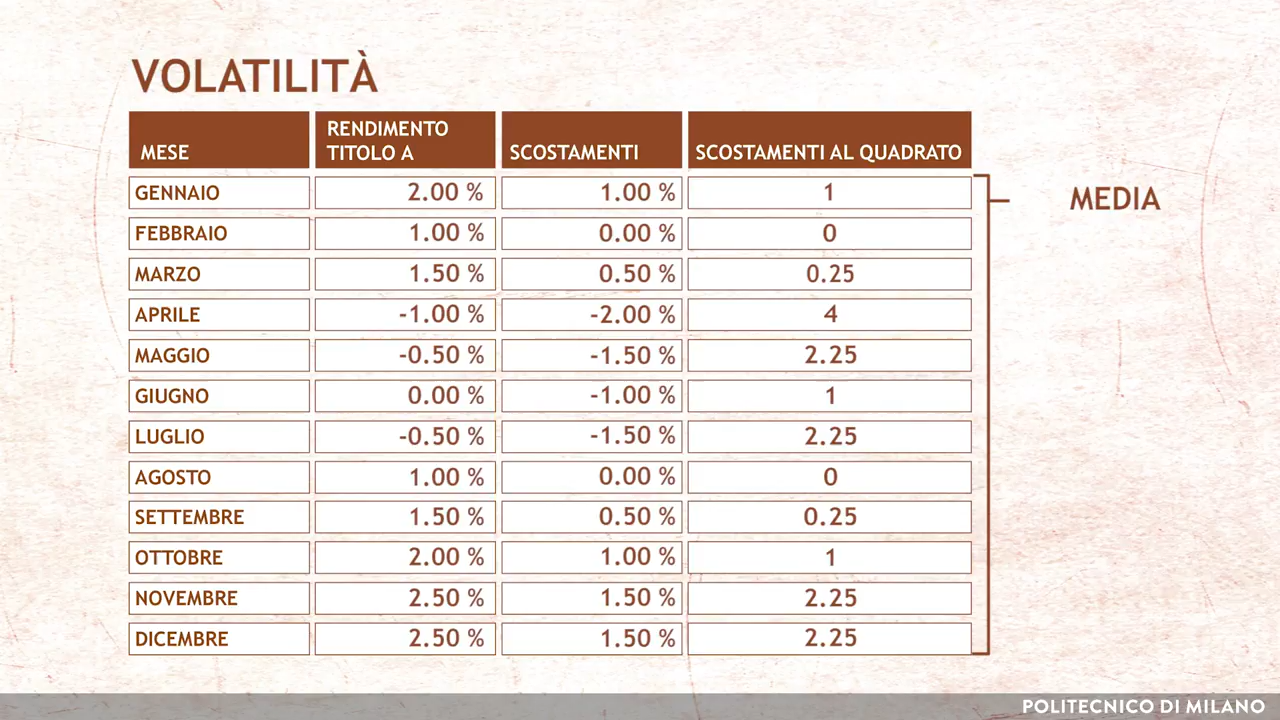 VOLATILITÀ
MESE RENDIMENTO TITOLO A SCOSTAMENTI SCOSTAMENTI AL QUADRATO
GENNAIO 2.00 % 1.00 % 1 MEDIA
FEBBRAIO 1.00 % 0.00 % 0
MARZO 1.50 % 0.50 % 0.25
APRILE -1.00 % -2.00 % 4
MAGGIO -0.50 % -1.50 % 2.25
GIUGNO 0.00 % -1.00 % 1
LUGLIO -0.50 % -1.50 % 2.25
AGOSTO 1.00 % 0.00 % 0
SETTEMBRE 1.50 % 0.50 % 0.25
OTTOBRE 2.00 % 1.00 % 1
NOVEMBRE 2.50 % 1.50 % 2.25
DICEMBRE 2.50 % 1.50 % 2.25
POLITECNICO DI MILANO